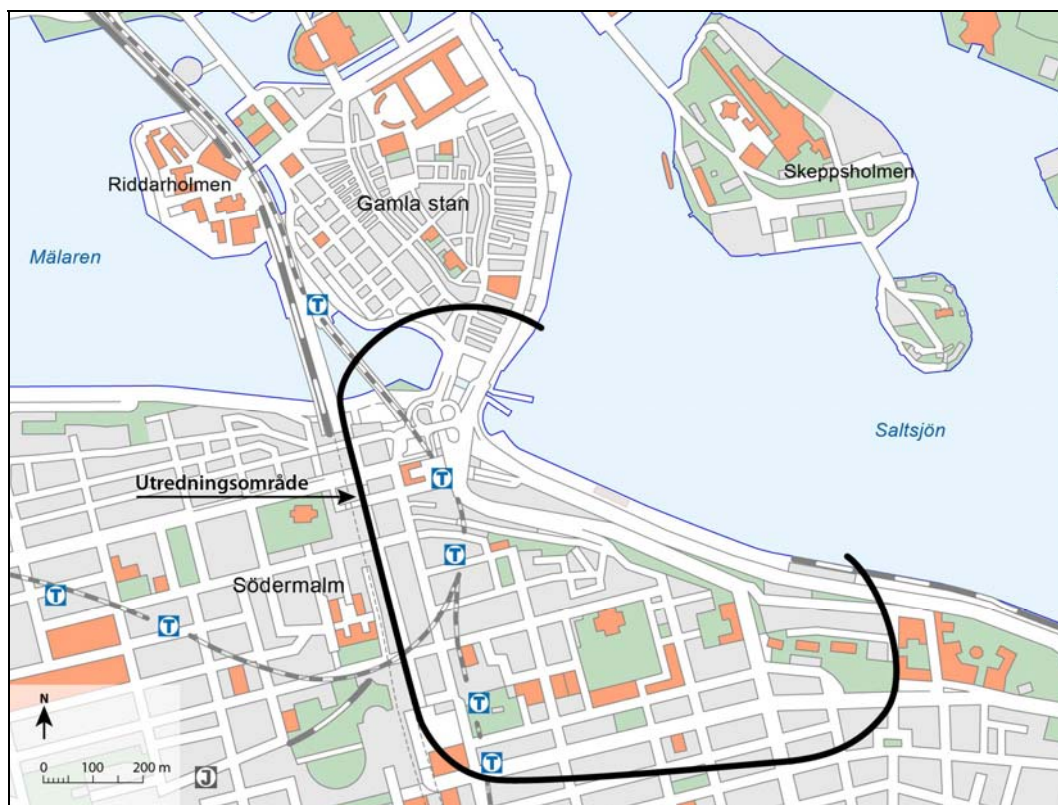 Riddarholmen
Gamla stan
Skeppsholmen
Mälaren
T
Saltsjön
Utredningsområde
T
T
Södermalm
T
T
T
T
N
0 100 200 m
J